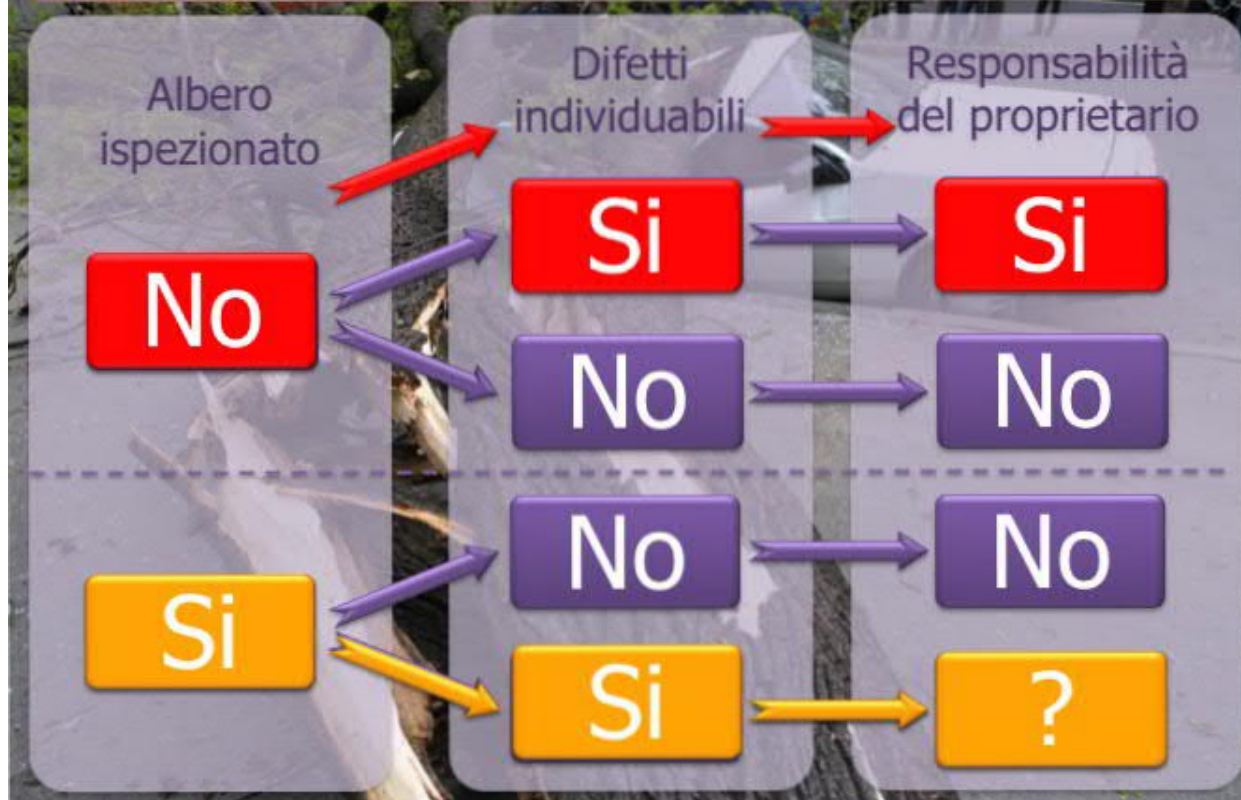 Albero
ispezionato
Difetti
individuabili
Responsabilità
del proprietario
No
Si
Si
No
No
Si
No
No
Si
?